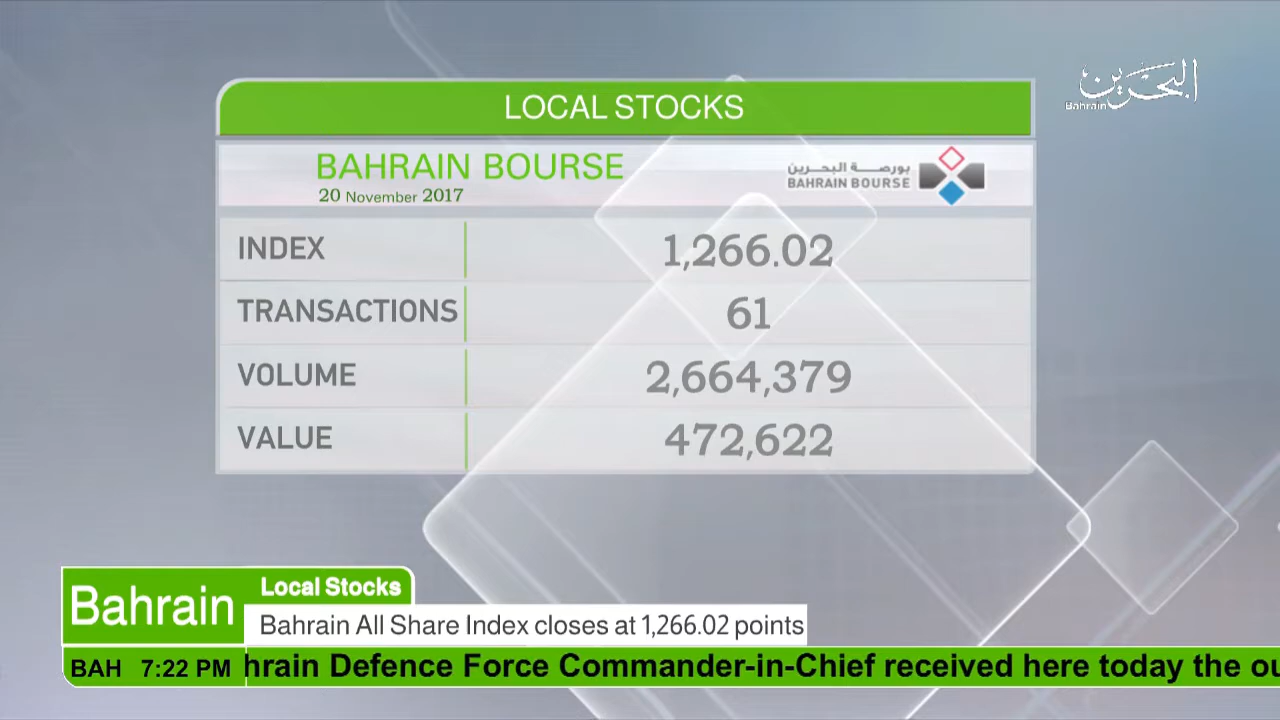 LOCAL STOCKS
البحرين
Bahrain
BAHRAIN BOURSE
20 November 2017
بورصة البحرين
BAHRAIN BOURSE
INDEX 1,266.02
TRANSACTIONS 61
VOLUME 2,664,379
VALUE 472,622
Bahrain
Local Stocks
Bahrain All Share Index closes at 1,266.02 points
BAH 7:22 PM hrain Defence Force Commander-in-Chief received here today the ou